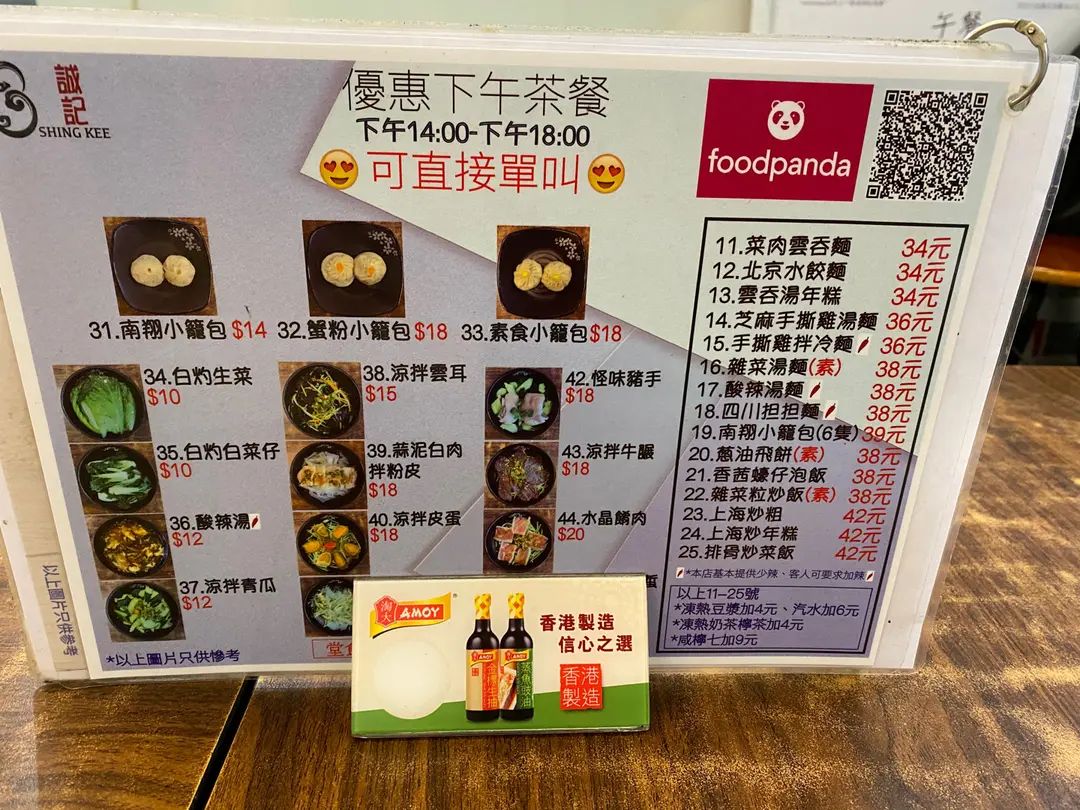 午餐
誠記
SHING KEE
優惠下午茶餐
下午14:00-下午18:00
可直接單叫
foodpanda
31.南翔小籠包 $14
32.蟹粉小籠包 $18
33.素食小籠包 $18
34.白灼生菜
$10
35.白灼白菜仔
$10
36.酸辣湯
$12
37.涼拌青瓜
$12
38.涼拌雲耳
$15
39.蒜泥白肉
拌粉皮
$18
40.涼拌皮蛋
$18
42.怪味豬手
$18
43.涼拌牛𦟌
$18
44.水晶餚肉
$20
11.菜肉雲吞麵 34元
12.北京水餃麵 34元
13.雲吞湯年糕 34元
14.芝麻手撕雞湯麵 36元
15.手撕雞拌冷麵 36元
16.雜菜湯麵(素) 38元
17.酸辣湯麵 38元
18.四川担担麵 38元
19.南翔小籠包(6隻) 39元
20.蔥油飛餅(素) 38元
21.香茜蠔仔泡飯 38元
22.雜菜粒炒飯(素) 38元
23.上海炒粗 42元
24.上海炒年糕 42元
25.排骨炒菜飯 42元
*本店基本提供少辣、客人可要求加辣
以上11-25號
*凍熱豆漿加4元、汽水加6元
*凍熱奶茶檸茶加4元
*咸檸七加9元
*以上圖片只供參考
以上圖片只供參考
堂食
淘大
AMOY
香港製造
信心之選
香港
製造
AMOY
金標生抽
AMOY
蒸魚豉油